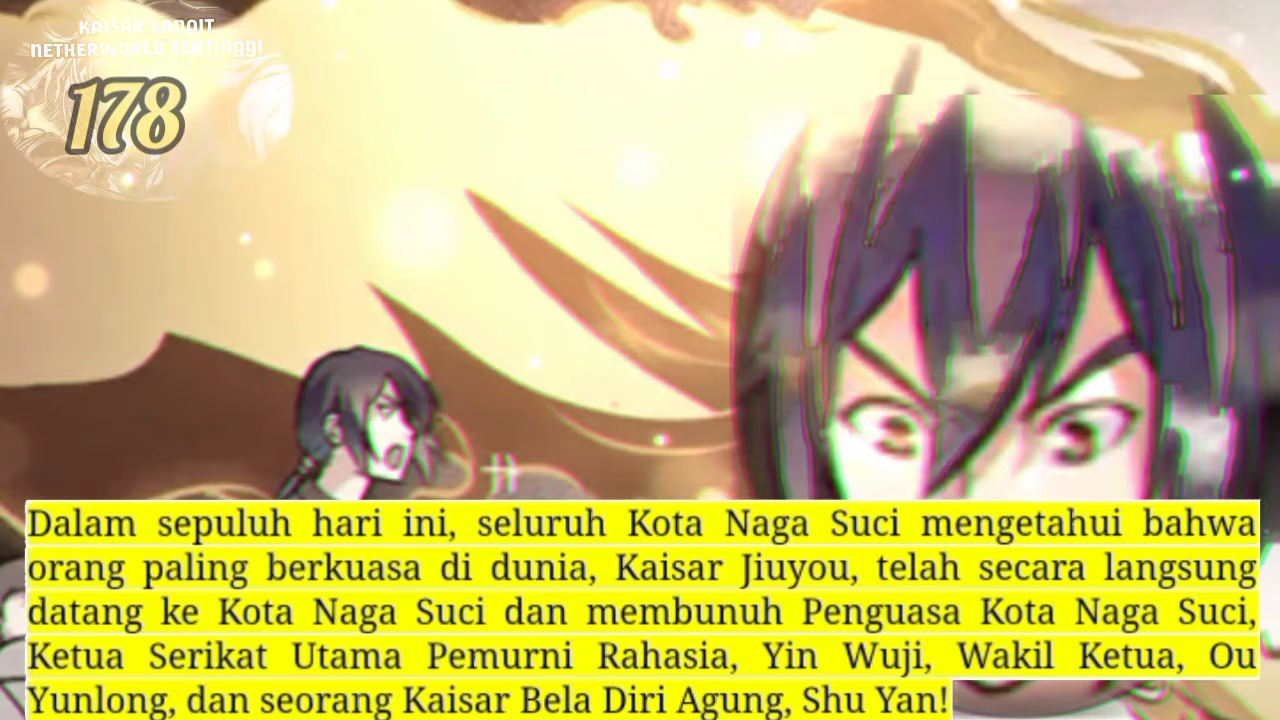 KAISAR LANGIT
NETHERWORLD TERTINGGI
178
Dalam sepuluh hari ini, seluruh Kota Naga Suci mengetahui bahwa
orang paling berkuasa di dunia, Kaisar Jiuyou, telah secara langsung
datang ke Kota Naga Suci dan membunuh Penguasa Kota Naga Suci,
Ketua Serikat Utama Pemurni Rahasia, Yin Wuji, Wakil Ketua, Ou
Yunlong, dan seorang Kaisar Bela Diri Agung, Shu Yan!